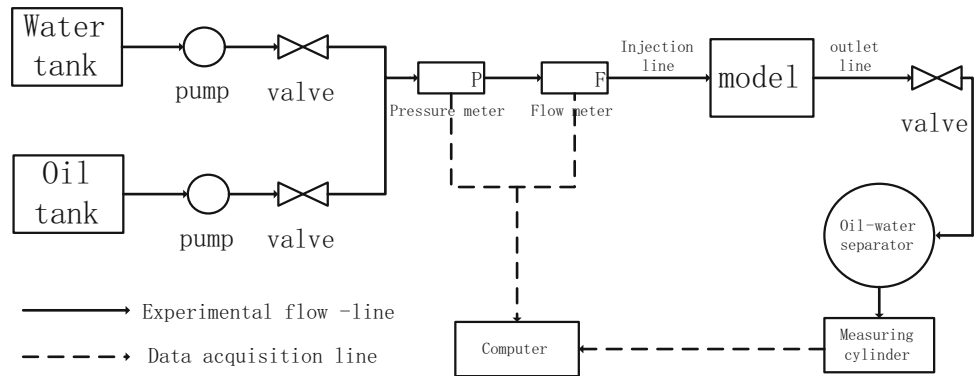 Water
tank
pump
valve
P
Pressure meter
F
Flow meter
Injection
line
model
outlet
line
valve
Oil
tank
pump
valve
Oil-water
separator
Experimental flow -line
Data acquisition line
Computer
Measuring
cylinder